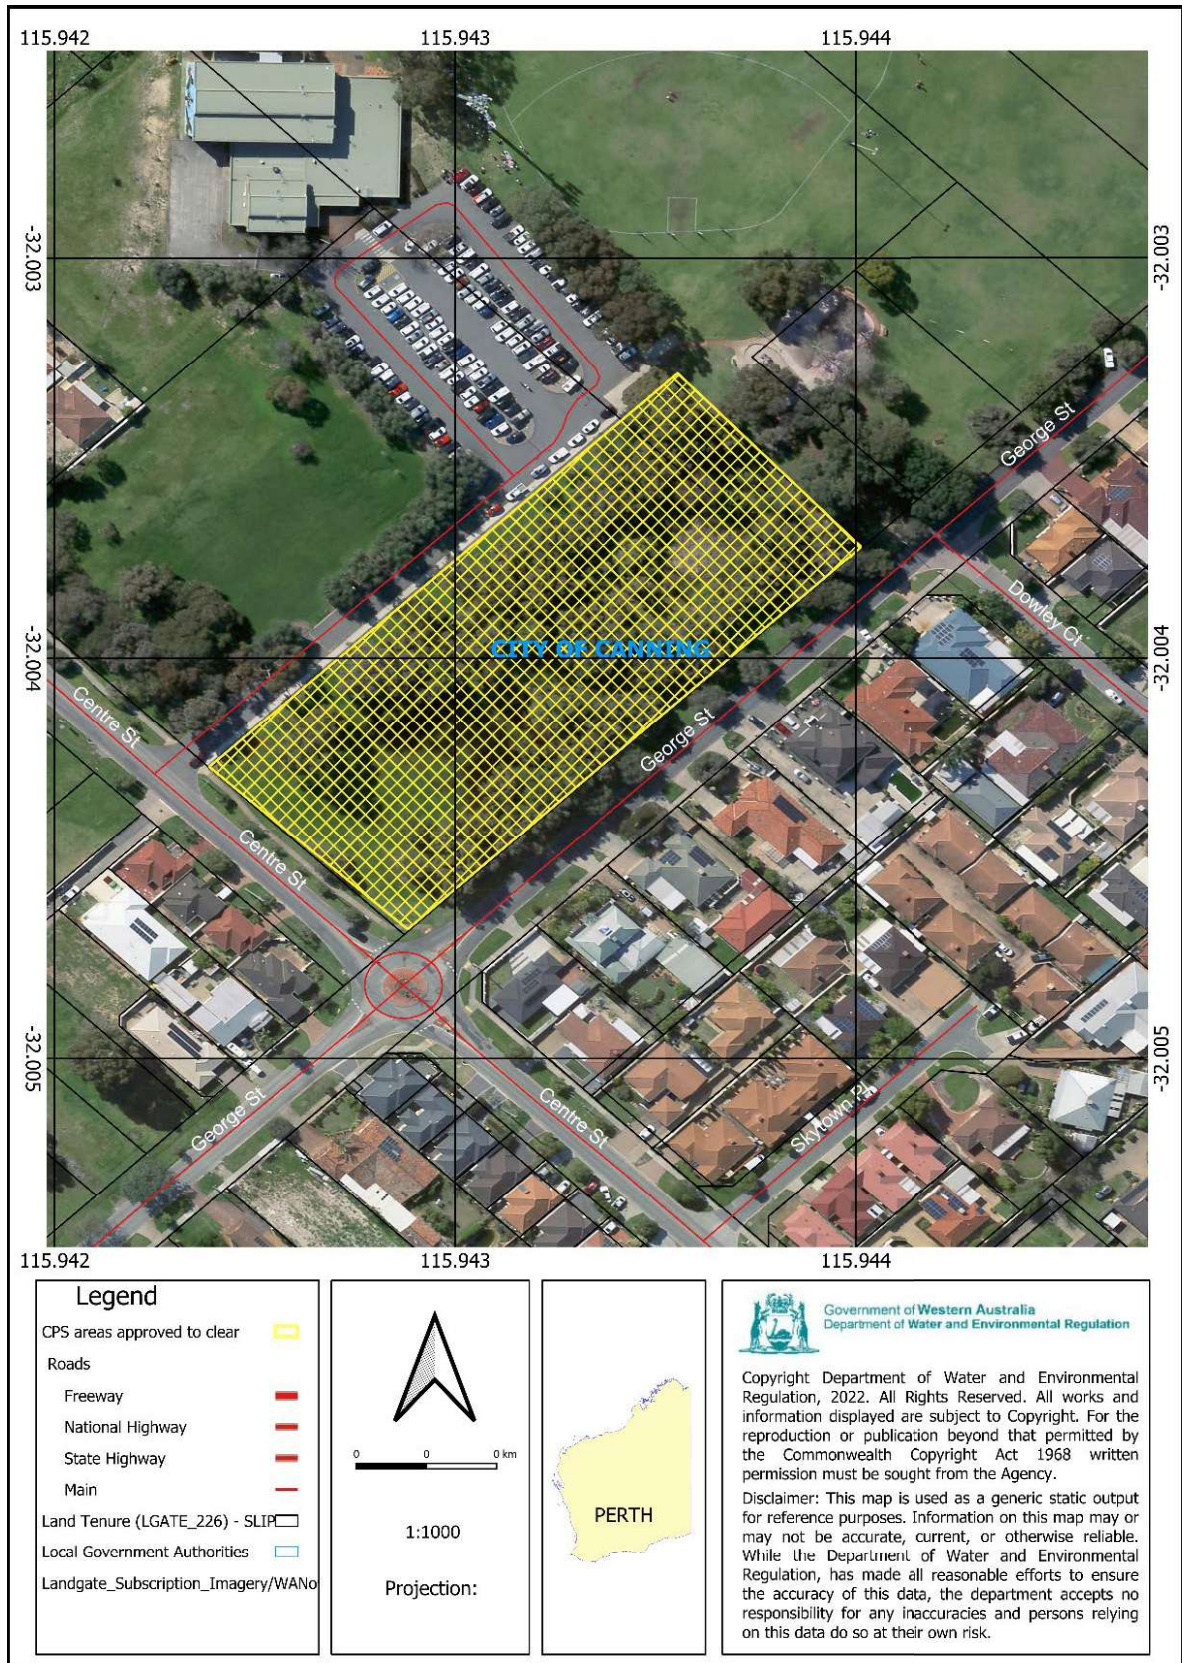 115.942
115.943
115.944
-32.003
-32.003
George St
Dowley Ct
CITY OF CANNING
-32.004
-32.004
Centre St
George St
Centre St
-32.005
-32.005
George St
Centre St
Skytown
115.942
115.943
115.944
Legend
CPS areas approved to clear
Roads
Freeway
National Highway
State Highway
Main
Land Tenure (LGATE_226) - SLIP
Local Government Authorities
Landgate_Subscription_Imagery/WANo
0 0 0 km
1:1000
Projection:
PERTH
Government of Western Australia
Department of Water and Environmental Regulation
Copyright Department of Water and Environmental
Regulation, 2022. All Rights Reserved. All works and
information displayed are subject to Copyright. For the
reproduction or publication beyond that permitted by
the Commonwealth Copyright Act 1968 written
permission must be sought from the Agency.
Disclaimer: This map is used as a generic static output
for reference purposes. Information on this map may or
may not be accurate, current, or otherwise reliable.
While the Department of Water and Environmental
Regulation, has made all reasonable efforts to ensure
the accuracy of this data, the department accepts no
responsibility for any inaccuracies and persons relying
on this data do so at their own risk.